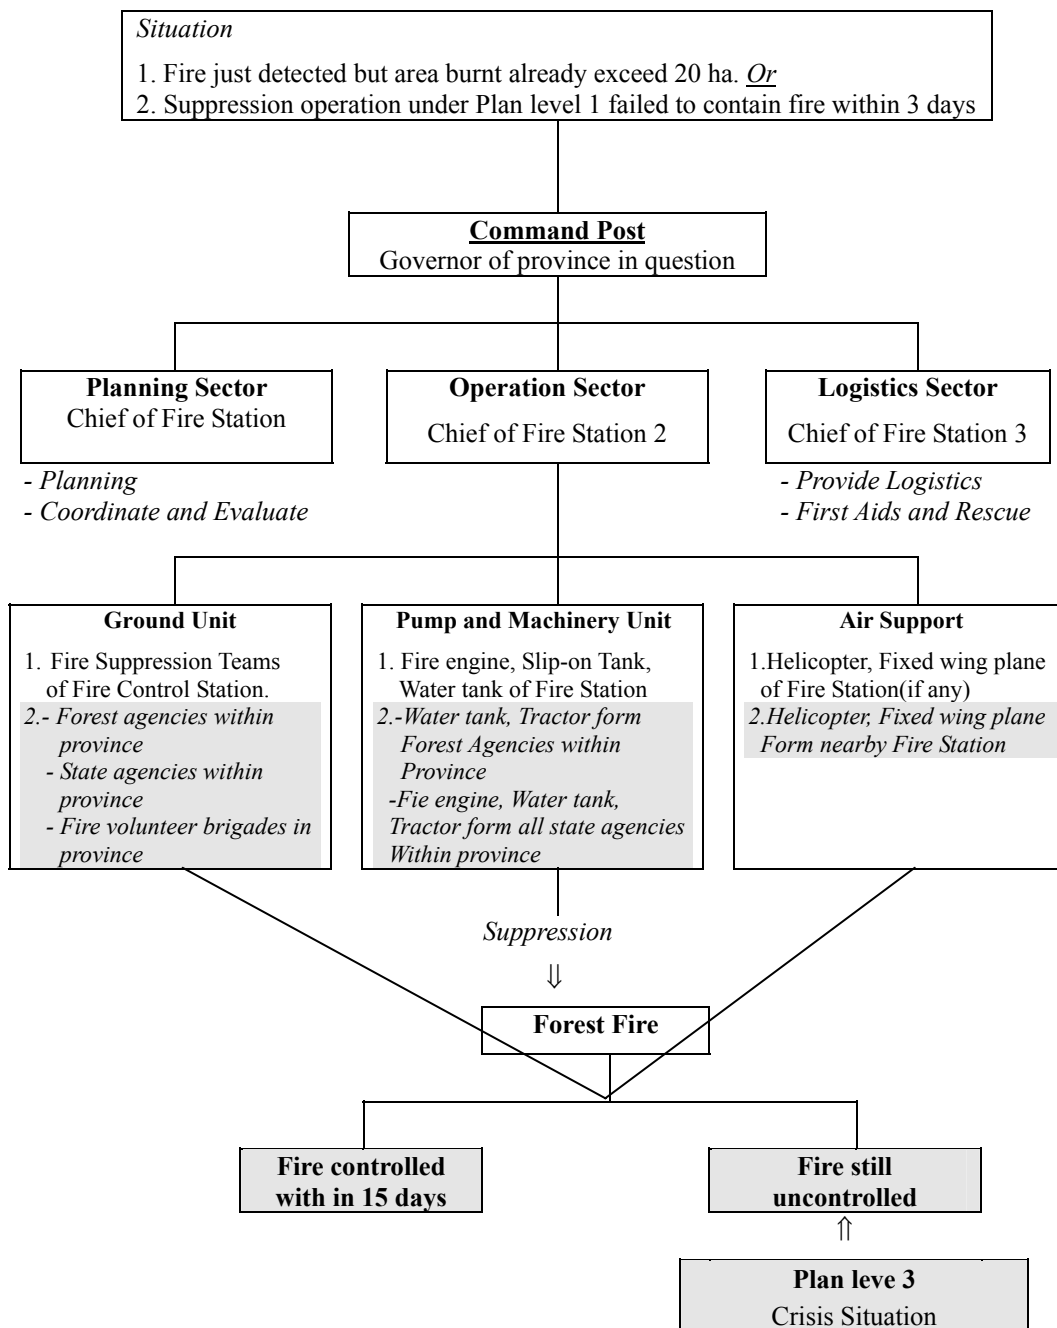 Situation
1. Fire just detected but area burnt already exceed 20 ha. Or
2. Suppression operation under Plan level 1 failed to contain fire within 3 days
Command Post
Governor of province in question
Planning Sector
Chief of Fire Station
- Planning
- Coordinate and Evaluate
Operation Sector
Chief of Fire Station 2
Logistics Sector
Chief of Fire Station 3
- Provide Logistics
- First Aids and Rescue
Ground Unit
1. Fire Suppression Teams
of Fire Control Station.
2.- Forest agencies within
province
- State agencies within
province
- Fire volunteer brigades in
province
Pump and Machinery Unit
1. Fire engine, Slip-on Tank,
Water tank of Fire Station
2.-Water tank, Tractor form
Forest Agencies within
Province
-Fie engine, Water tank,
Tractor form all state agencies
Within province
Air Support
1.Helicopter, Fixed wing plane
of Fire Station(if any)
2.Helicopter, Fixed wing plane
Form nearby Fire Station
Suppression
⇓
Forest Fire
Fire controlled
with in 15 days
Fire still
uncontrolled
⇑
Plan leve 3
Crisis Situation